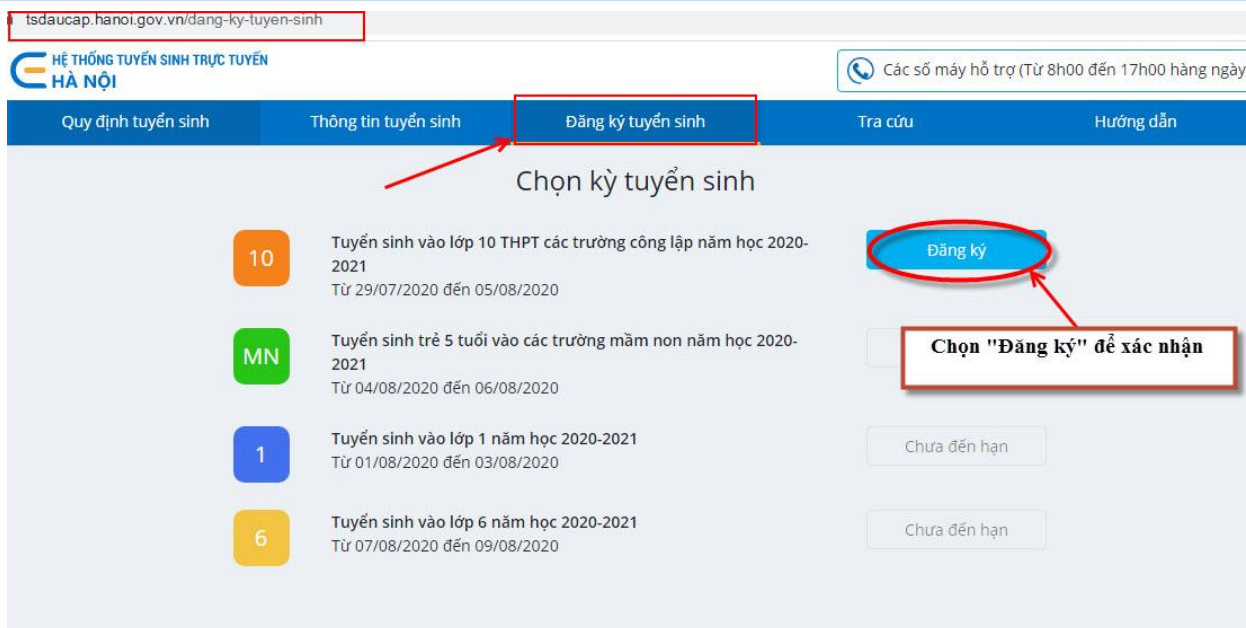 tsdaucap.hanoi.gov.vn/dang-ky-tuyen-sinh
HỆ THỐNG TUYỂN SINH TRỰC TUYẾN
HÀ NỘI
Các số máy hỗ trợ (Từ 8h00 đến 17h00 hàng ngày
Quy định tuyển sinh Thông tin tuyển sinh Đăng ký tuyển sinh Tra cứu Hướng dẫn
Chọn kỳ tuyển sinh
10
Tuyển sinh vào lớp 10 THPT các trường công lập năm học 2020-
2021
Từ 29/07/2020 đến 05/08/2020
Đăng ký
Chọn "Đăng ký" để xác nhận
MN
Tuyển sinh trẻ 5 tuổi vào các trường mầm non năm học 2020-
2021
Từ 04/08/2020 đến 06/08/2020
1
Tuyển sinh vào lớp 1 năm học 2020-2021
Từ 01/08/2020 đến 03/08/2020
Chưa đến hạn
6
Tuyển sinh vào lớp 6 năm học 2020-2021
Từ 07/08/2020 đến 09/08/2020
Chưa đến hạn